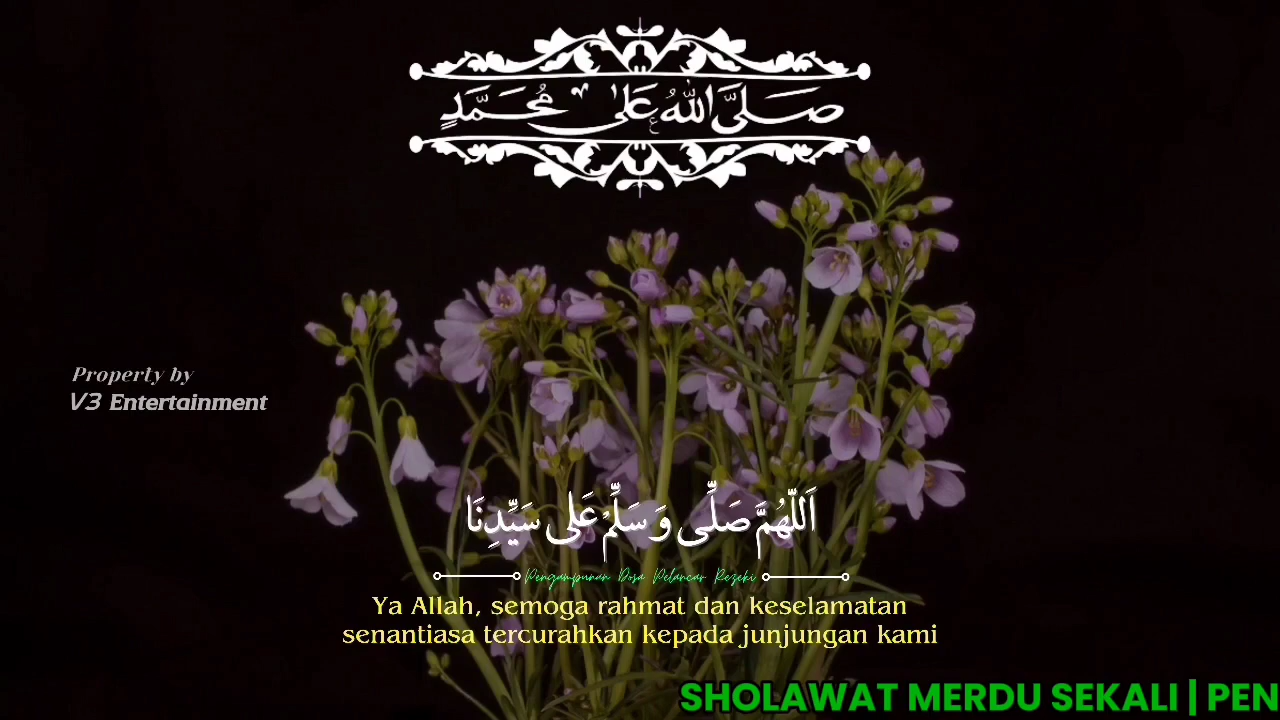 صَلَّى اللهُ عَلَىٰ مُحَمَّدٍ
Property by
V3 Entertainment
اَللّٰهُمَّ صَلِّى وَ سَلِّمْ عَلَى سَيِّدِنَا
Pengampunan Dosa Pelancar Rezeki
Ya Allah, semoga rahmat dan keselamatan
senantiasa tercurahkan kepada junjungan kami
SHOLAWAT MERDU SEKALI | PEN